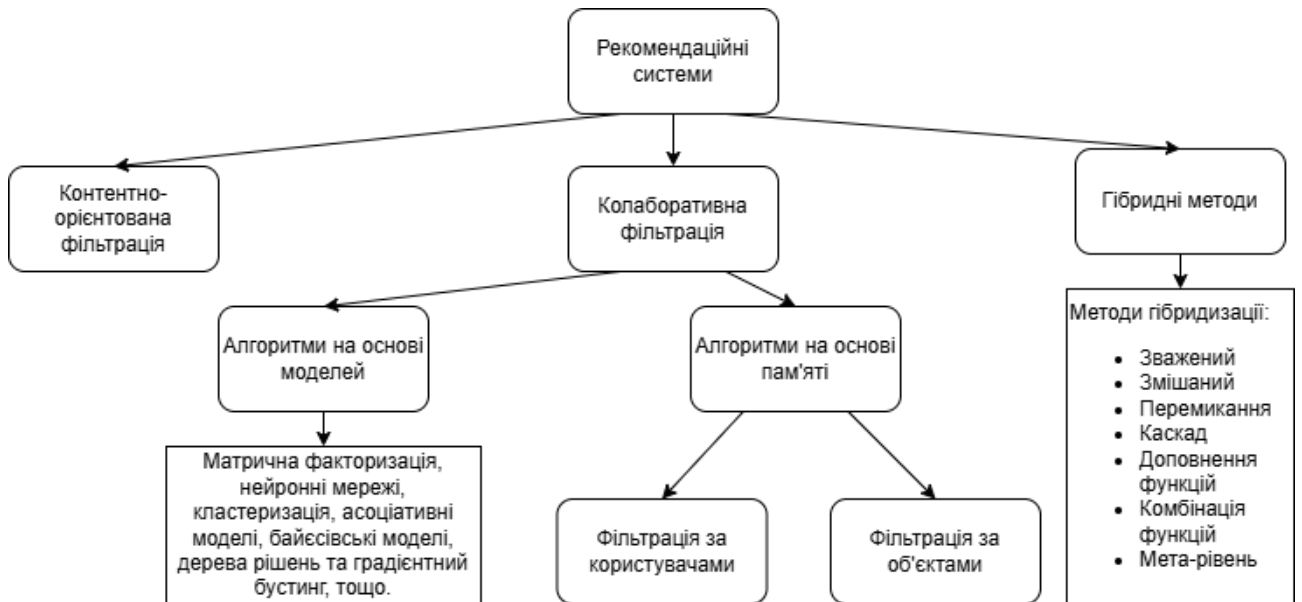 Рекомендаційні
системи
Контентно-
орієнтована
фільтрація
Колаборативна
фільтрація
Гібридні методи
Алгоритми на основі
моделей
Алгоритми на основі
пам'яті
Методи гібридизації:
• Зважений
• Змішаний
• Перемикання
• Каскад
• Доповнення
функцій
• Комбінація
функцій
• Мета-рівень
Матрична факторизація,
нейронні мережі,
кластеризація, асоціативні
моделі, байєсівські моделі,
дерева рішень та градієнтний
бустинг, тощо.
Фільтрація за
користувачами
Фільтрація за
об'єктами